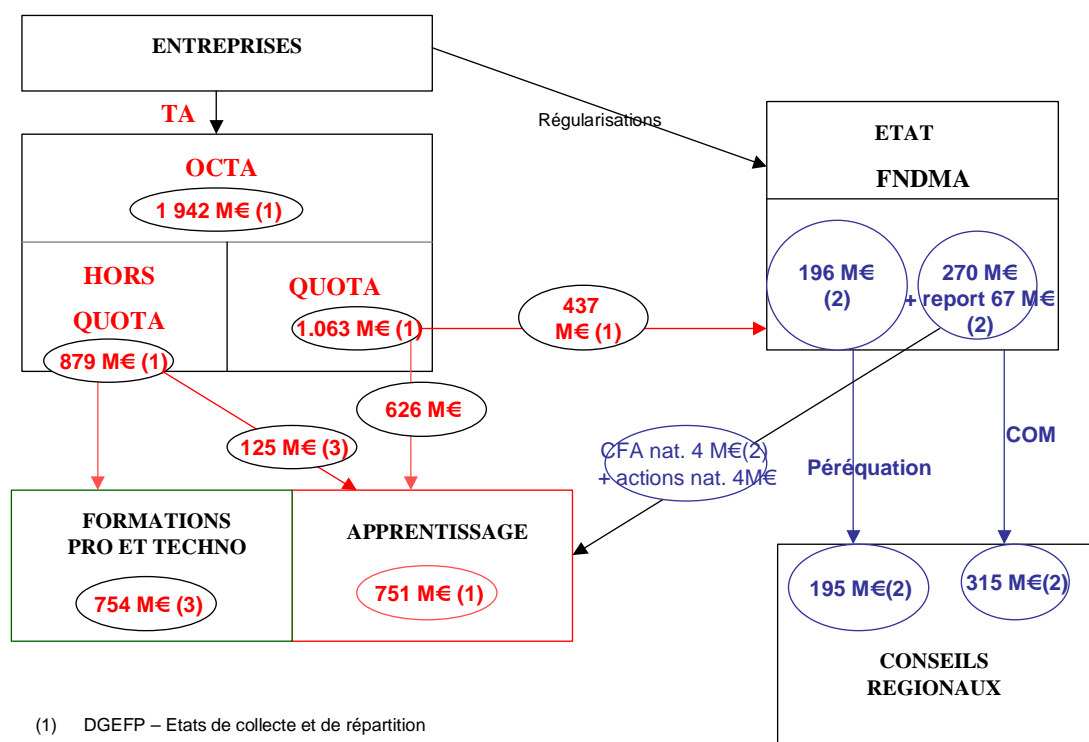 ENTREPRISES
TA
Régularisations
OCTA
1 942 M€ (1)
HORS
QUOTA
879 M€ (1)
QUOTA
1.063 M€ (1)
437
M€ (1)
ETAT
FNDMA
196 M€
(2)
270 M€
+ report 67 M€
(2)
626 M€
125 M€ (3)
CFA nat. 4 M€(2)
+ actions nat. 4M€
Péréquation
COM
FORMATIONS
PRO ET TECHNO
754 M€ (3)
APPRENTISSAGE
751 M€ (1)
195 M€(2)
315 M€(2)
CONSEILS
REGIONAUX
(1) DGEFP – Etats de collecte et de répartition